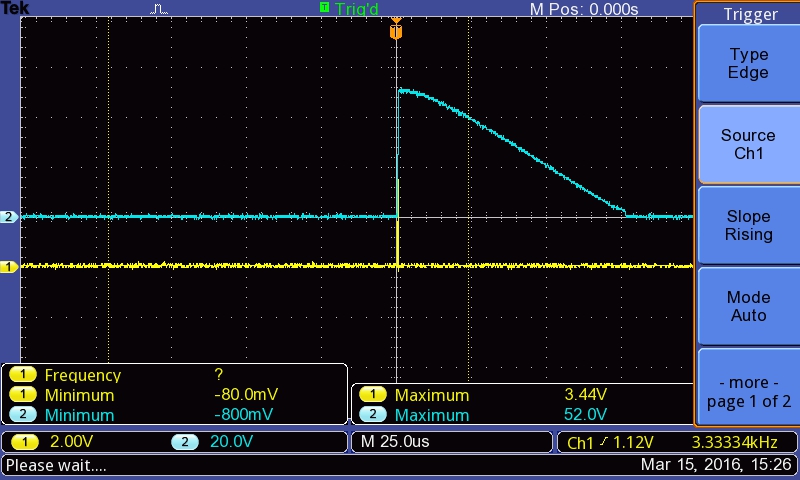 Tek
T Trig'd
M Pos: 0.000s
Trigger
T
Type
Edge
Source
Ch1
Slope
Rising
Mode
Auto
- more -
page 1 of 2
2
1
1 Frequency ?
1 Minimum -80.0mV
2 Minimum -800mV
1 Maximum 3.44V
2 Maximum 52.0V
1 2.00V 2 20.0V
M 25.0us
Ch1 / 1.12V 3.33334kHz
Please wait....
Mar 15, 2016, 15:26